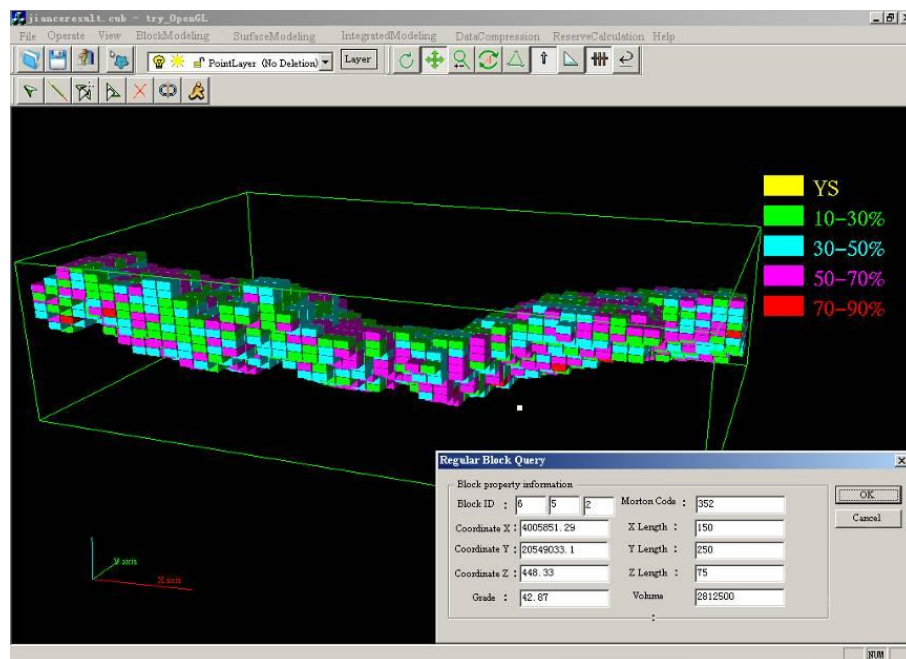 jianceresult.cub - try_OpenGL
File Operate View BlockModeling SurfaceModeling IntegratedModeling DataCompression ReserveCalculation Help
PointLayer (No Deletion) Layer
YS
10-30%
30-50%
50-70%
70-90%
Regular Block Query
Block property information
Block ID : 6 5 2 Morton Code : 352
OK
Coordinate X : 4005851.29 X Length : 150
Cancel
Coordinate Y : 20549033.1 Y Length : 250
Coordinate Z : 448.33 Z Length : 75
Grade : 42.87 Volume : 2812500
Y axis
X axis
NUM